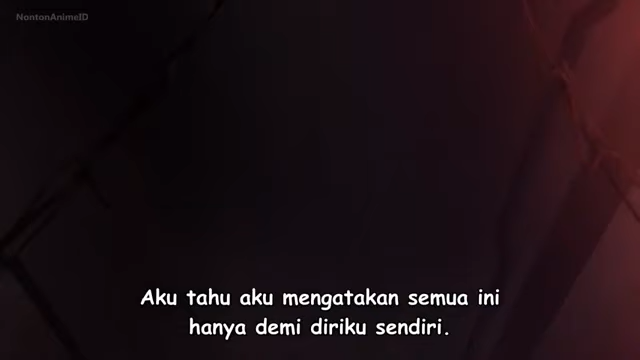 NontonAnimeID
Aku tahu aku mengatakan semua ini
hanya demi diriku sendiri.